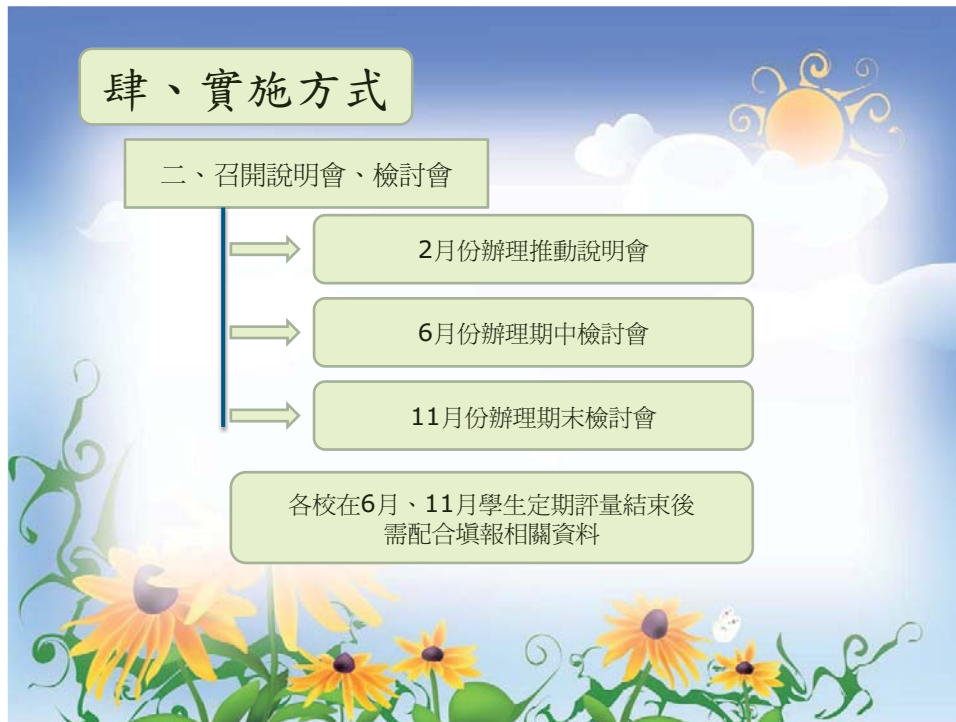 肆、實施方式
二、召開說明會、檢討會
2月份辦理推動說明會
6月份辦理期中檢討會
11月份辦理期末檢討會
各校在6月、11月學生定期評量結束後
需配合填報相關資料